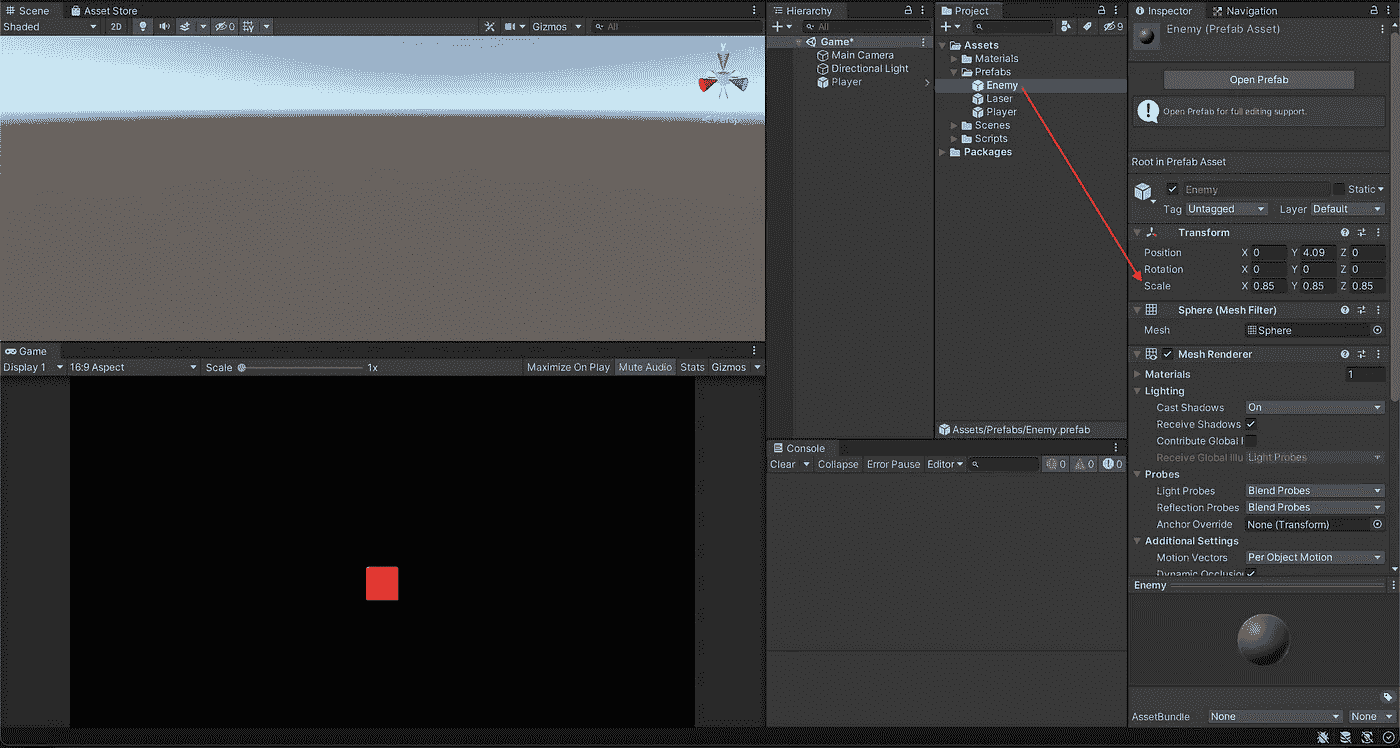 Scene Asset Store
Shaded 2D 0 Gizmos All
y
Persp
Game
Display 1 16:9 Aspect Scale 1x Maximize On Play Mute Audio Stats Gizmos
Hierarchy
All
Game*
Main Camera
Directional Light
Player
Project
9
Assets
Materials
Prefabs
Enemy
Laser
Player
Scenes
Scripts
Packages
Assets/Prefabs/Enemy.prefab
Console
Clear Collapse Error Pause Editor 0 0 0
Inspector Navigation
Enemy (Prefab Asset)
Open Prefab
Open Prefab for full editing support.
Root in Prefab Asset
Enemy Static
Tag Untagged Layer Default
Transform
Position X 0 Y 4.09 Z 0
Rotation X 0 Y 0 Z 0
Scale X 0.85 Y 0.85 Z 0.85
Sphere (Mesh Filter)
Mesh Sphere
Mesh Renderer
Materials 1
Lighting
Cast Shadows On
Receive Shadows
Contribute Global I
Receive Global Illu Light Probes
Probes
Light Probes Blend Probes
Reflection Probes Blend Probes
Anchor Override None (Transform)
Additional Settings
Motion Vectors Per Object Motion
Dynamic Occlusion
Enemy
AssetBundle None None